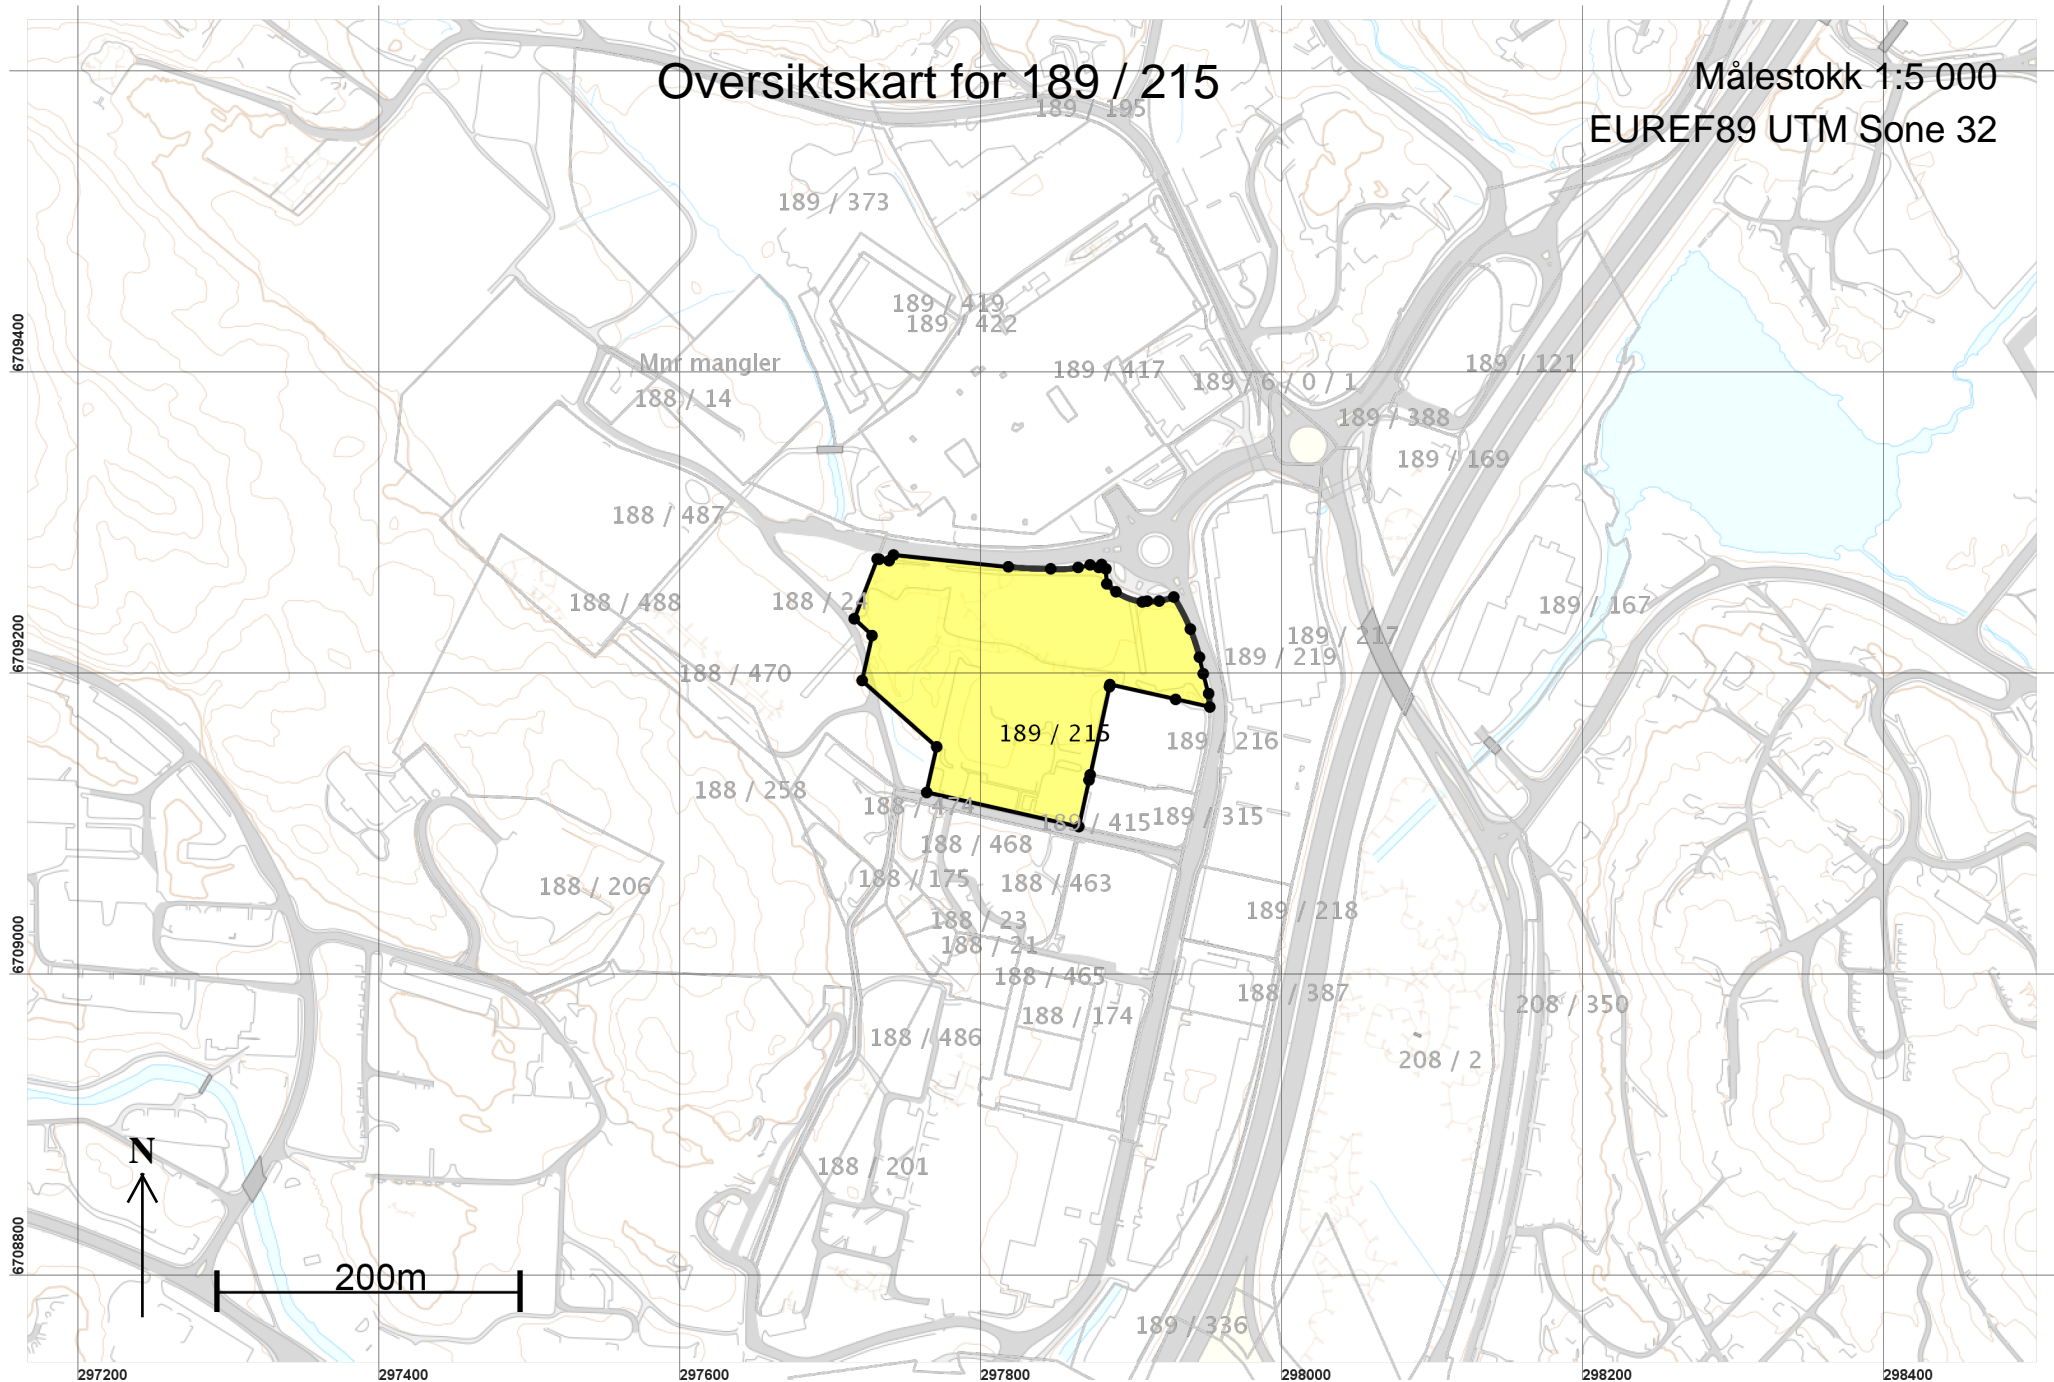 Oversiktskart for 189 / 215
Målestokk 1:5 000
EUREF89 UTM Sone 32
189 / 195
189 / 373
189 / 419
189 / 422
6709400
Mnr mangler
188 / 14
189 / 417
189 / 6 / 0 / 1
189 / 121
189 / 388
189 / 169
188 / 487
188 / 488
188 / 24
189 / 167
6709200
188 / 470
189 / 217
189 / 219
189 / 215
189 / 216
188 / 258
188 / 474
189 / 415
189 / 315
188 / 468
188 / 206
188 / 175
188 / 463
6709000
188 / 23
189 / 218
188 / 21
188 / 465
188 / 387
208 / 350
188 / 174
188 / 486
208 / 2
N
188 / 201
6708800
200m
189 / 336
297200
297400
297600
297800
298000
298200
298400